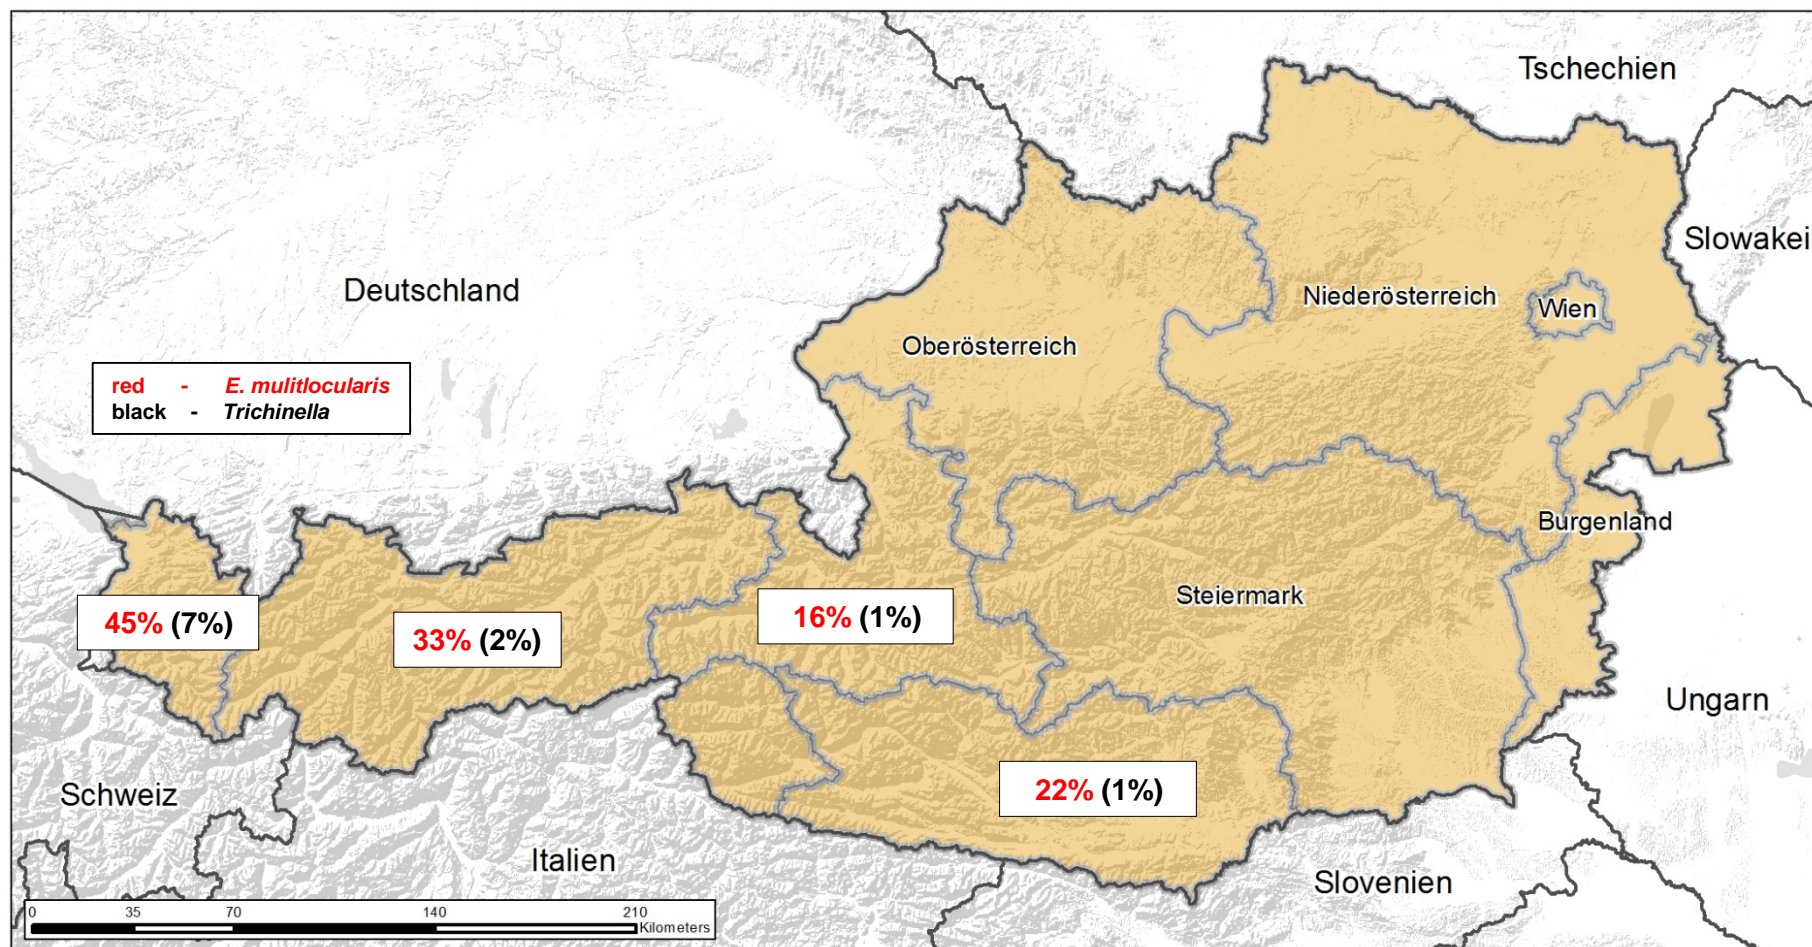 Tschechien
Slowakei
Deutschland
Niederösterreich
Wien
Oberösterreich
red - E. mulitlocularis
black - Trichinella
Burgenland
Steiermark
45% (7%)
33% (2%)
16% (1%)
Ungarn
22% (1%)
Schweiz
Italien
Slovenien
0 35 70 140 210
Kilometers